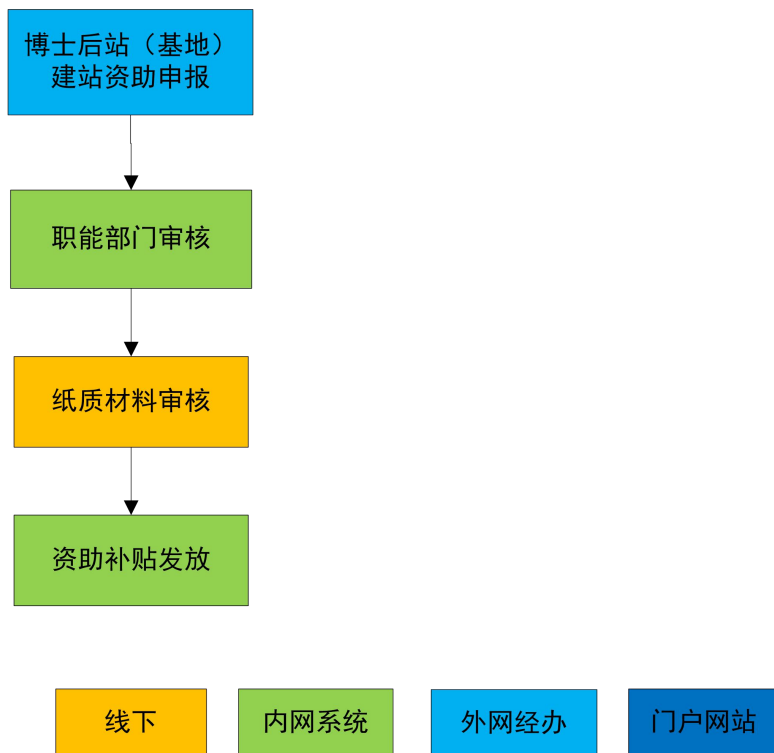 博士后站（基地）
建站资助申报
职能部门审核
纸质材料审核
资助补贴发放
线下
内网系统
外网经办
门户网站